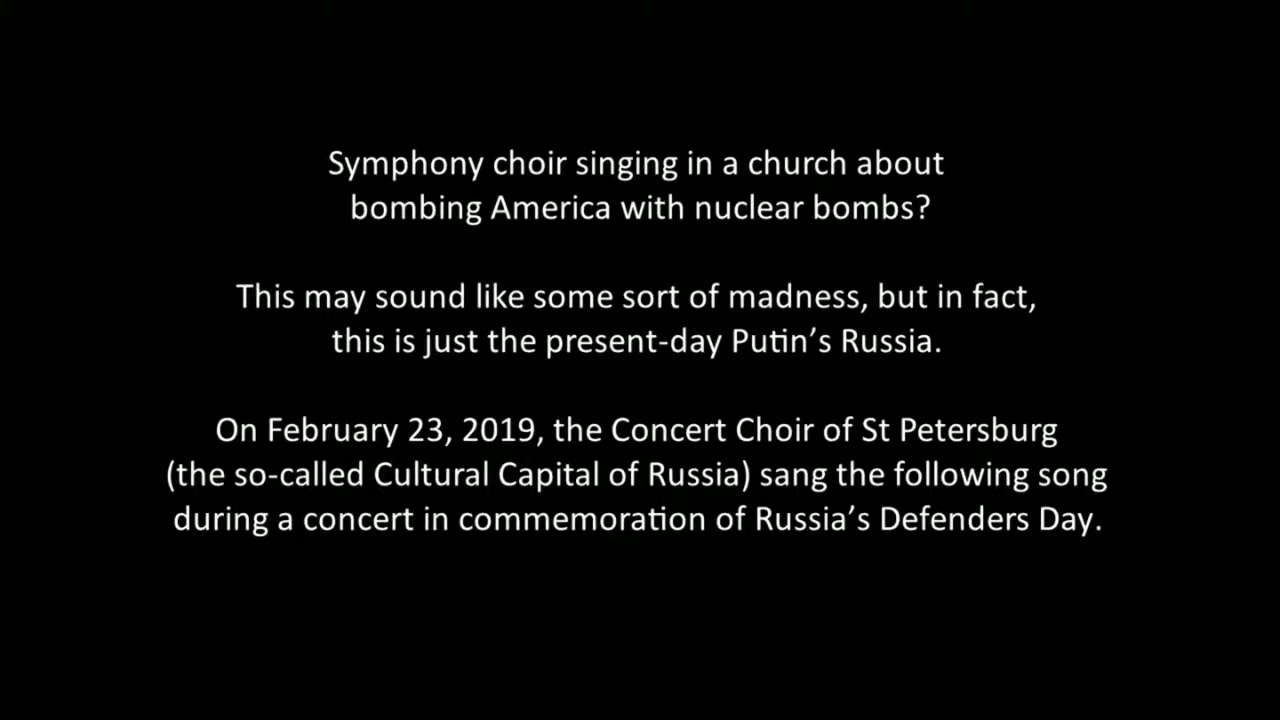 Symphony choir singing in a church about
bombing America with nuclear bombs?
This may sound like some sort of madness, but in fact,
this is just the present-day Putin’s Russia.
On February 23, 2019, the Concert Choir of St Petersburg
(the so-called Cultural Capital of Russia) sang the following song
during a concert in commemoration of Russia’s Defenders Day.